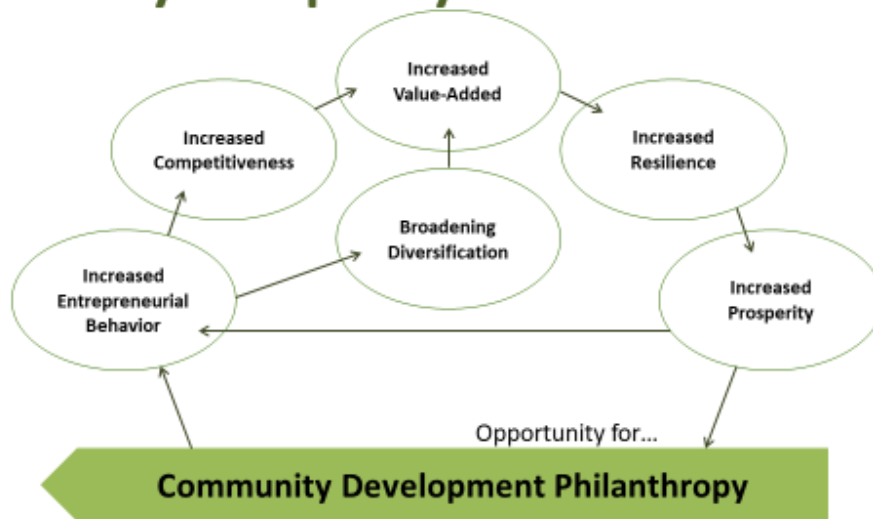 Increased
Value-Added
Increased
Competitiveness
Increased
Resilience
Broadening
Diversification
Increased
Entrepreneurial
Behavior
Increased
Prosperity
Opportunity for...
Community Development Philanthropy